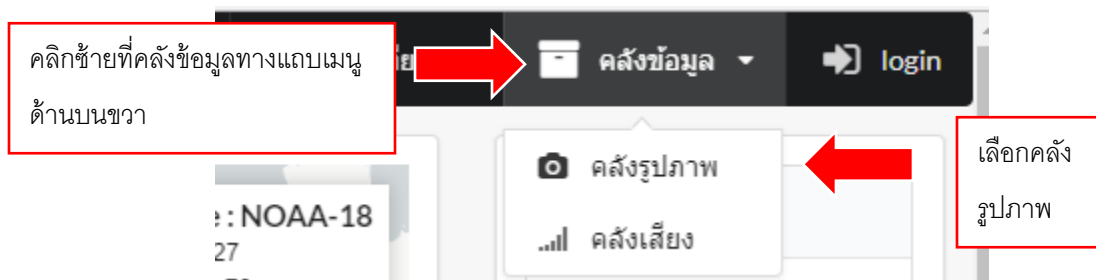 คลิกซ้ายที่คลังข้อมูลทางแถบเมนู
ด้านบนขวา
คลังข้อมูล
login
คลังรูปภาพ
คลังเสียง
เลือกคลัง
รูปภาพ
: NOAA-18
27